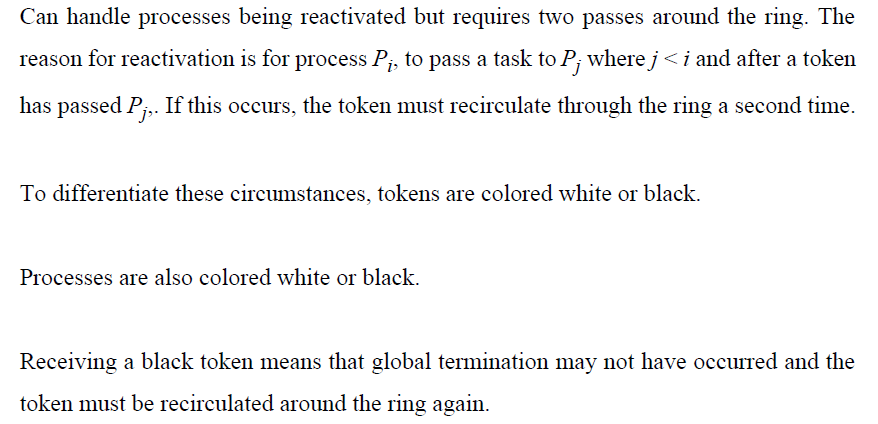 Can handle processes being reactivated but requires two passes around the ring. The
reason for reactivation is for process Pi, to pass a task to Pj where j < i and after a token
has passed Pj,. If this occurs, the token must recirculate through the ring a second time.
To differentiate these circumstances, tokens are colored white or black.
Processes are also colored white or black.
Receiving a black token means that global termination may not have occurred and the
token must be recirculated around the ring again.